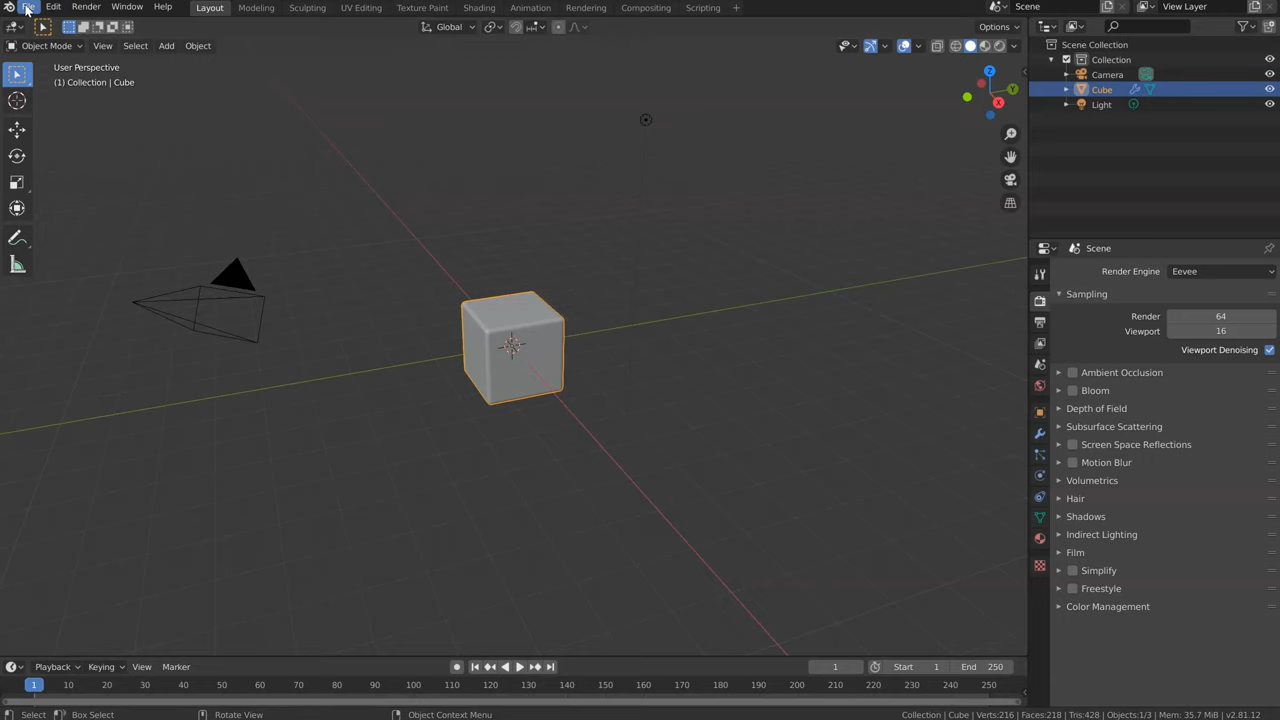 File Edit Render Window Help Layout Modeling Sculpting UV Editing Texture Paint Shading Animation Rendering Compositing Scripting + Scene View Layer
Global Options
Object Mode View Select Add Object
User Perspective
(1) Collection | Cube
Z
Y
X
Scene Collection
Collection
Camera
Cube
Light
Scene
Render Engine Eevee
Sampling
Render 64
Viewport 16
Viewport Denoising
Ambient Occlusion
Bloom
Depth of Field
Subsurface Scattering
Screen Space Reflections
Motion Blur
Volumetrics
Hair
Shadows
Indirect Lighting
Film
Simplify
Freestyle
Color Management
Playback Keying View Marker 1 Start 1 End 250
1 10 20 30 40 50 60 70 80 90 100 110 120 130 140 150 160 170 180 190 200 210 220 230 240 250
Select Box Select Rotate View Object Context Menu Collection | Cube | Verts:216 | Faces:218 | Tris:428 | Objects:1/3 | Mem: 35.7 MiB | v2.81.12